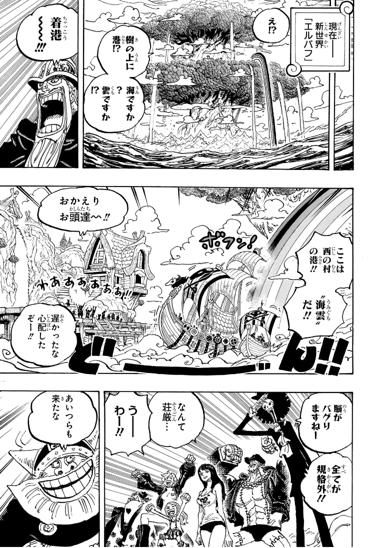 現在―
新世界
「エルバフ」
え!?
樹の上に
港!?
海ですか
?
雲ですか
!?
着港
〜〜!!!
ここは
西の村
の港!!
“海雲”
だ!!
ボフン!
おかえり
お頭達〜!!
わあああああ
遅かったな
心配した
ぞー
どん!!
脳が
バグり
ますねー
全てが
規格外!!
なんて
荘厳…
うー
わー!!
あいつらも
来たな